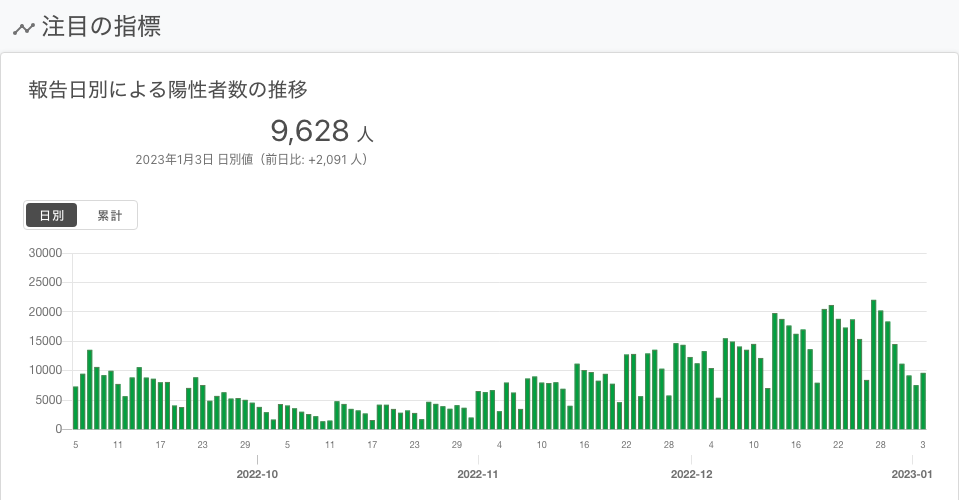 注目の指標
報告日別による陽性者数の推移
9,628 人
2023年1月3日 日別値（前日比: +2,091 人）
日別 累計
30000
25000
20000
15000
10000
5000
0
5 11 17 23 29 5 11 17 23 29 4 10 16 22 28 4 10 16 22 28 3
2022-10 2022-11 2022-12 2023-01